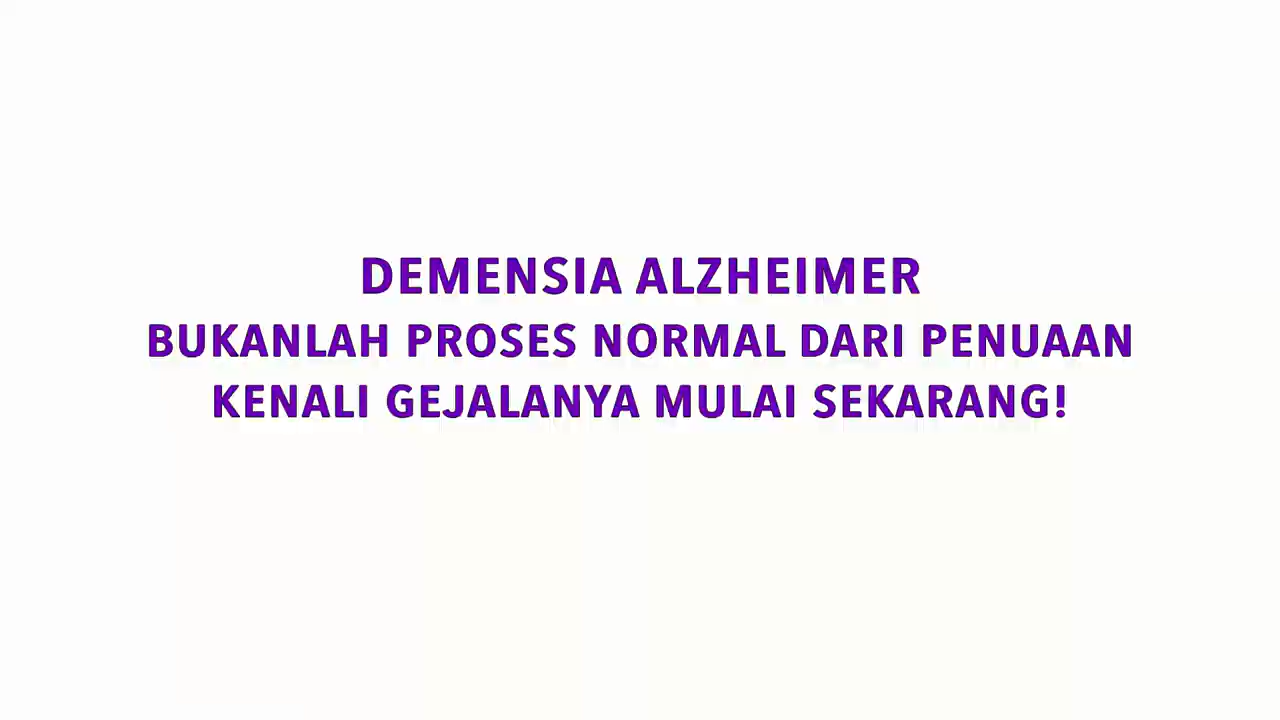 DEMENSIA ALZHEIMER
BUKANLAH PROSES NORMAL DARI PENUAAN
KENALI GEJALANYA MULAI SEKARANG!